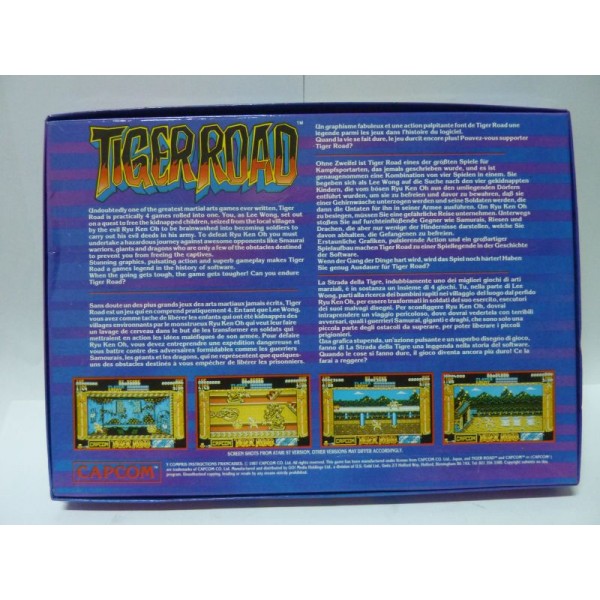 TIGER ROAD™
Undoubtedly one of the greatest martial arts games ever written, Tiger
Road is practically 4 games rolled into one. You, as Lee Wong, set out
on a quest to free the kidnapped children, stolen from the local villages
by the evil Ryu Ken Oh to be brainwashed into becoming soldiers to
carry out his evil deeds in his army. To defeat Ryu Ken Oh you must
undertake a hazardous journey against awesome opponents like Smaurai
warriors, giants and dragons who are only a few of the obstacles destined
to prevent you from freeing the captives.
Stunning graphics, pulsating action and superb gameplay makes Tiger
Road a games legend in the history of software.
When the going gets tough, the game gets tougher! Can you endure
Tiger Road?
Sans doute un des plus grands jeux des arts martiaux jamais écrits, Tiger
Road est un jeu qui en comprend pratiquement 4. En tant que Lee Wong,
vous avez comme tache de libérer les enfants qui ont été kidnappés des
villages environnants par le monstrueux Ryu Ken Oh qui veut leur faire
un lavage de cerveau dans le but de les transformer en soldats qui
mettraient en action les idées maléfiques de son armée. Pour défaire
Ryu Ken Oh, vous devez entreprendre une expédition dangereuse et
vous battre contre des adversaires formidables comme les guerriers
Samourais, les géants et les dragons, qui ne représentent que quelques-
uns des obstacles destinés à vous empécher de libérer les prisonniers.
Un graphisme fabuleux et une action palpitante font de Tiger Road une
légende parmi les jeux dans l'histoire du logiciel.
Quand la vie se fait dure, le jeu durcit encore plus! Pouvez-vous supporter
Tiger Road?
Ohne Zweifel ist Tiger Road eines der größten Spiele für
Kampfsportarten, das jemals geschrieben wurde, und es ist
genaugenommen eine Kombination von vier Spielen in einem. Sie
begeben sich als Lee Wong auf die Suche nach den vier gekidnappten
Kindern, die vom bösen Ryu Ken Oh aus den umliegenden Dörfern
entführt wurden, um sie zu Spielfiguren zu machen, die dann
einer Gehirnwäsche unterzogen werden und seine Soldaten werden, die
dann die Untaten für ihn in seiner Armee ausüben. Um Ryu Ken Oh
zu besiegen, müssen Sie eine gefährliche Reise unternehmen. Unterwegs
stoßen Sie auf furchteinflößende Gegner wie Samurais, Riesen und
Drachen, die aber nur wenige der Hindernisse darstellen, welche Sie
davon abhalten, die Gefangenen zu befreien.
Erstaunliche Grafiken, pulsierende Action und ein großartiger
Spielaufbau machen Tiger Road zu einer Spiellegende in der Geschichte
der Software.
Wenn der Gang der Dinge hart wird, wird das Spiel noch härter! Haben
Sie genug Ausdauer für Tiger Road?
La Strada della Tigre, indubbiamente uno dei migliori giochi di arti
marziali, è in sostanza un insieme di 4 giochi. Tu, nella parte di Lee
Wong, parti alla ricerca dei bambini rapiti nei villaggi del luogo dal perfido
Ryu Ken Oh, per essere trasformati in soldati del suo esercito, esecutori
dei suoi malvagi disegni. Per sconfiggere Ryu Ken Oh, dovrai
intraprendere un viaggio pericoloso, dove dovrai vedertela con terribili
avversari, quali i guerrieri Samurai, giganti e draghi, che sono solo una
piccola parte degli ostacoli da superare, per poter liberare i piccoli
prigionieri.
Una grafica stupenda, un'azione pulsante e un superbo disegno di gioco,
fanno di La Strada della Tigre una leggenda nella storia del software.
Quando le cose si fanno dure, il gioco diventa ancora più duro! Ce la
farai a reggere?
CAPCOM
CAPCOM
CAPCOM
CAPCOM
SCREEN SHOTS FROM ATARI ST VERSION, OTHER VERSIONS MAY DIFFER ACCORDINGLY.
CAPCOM